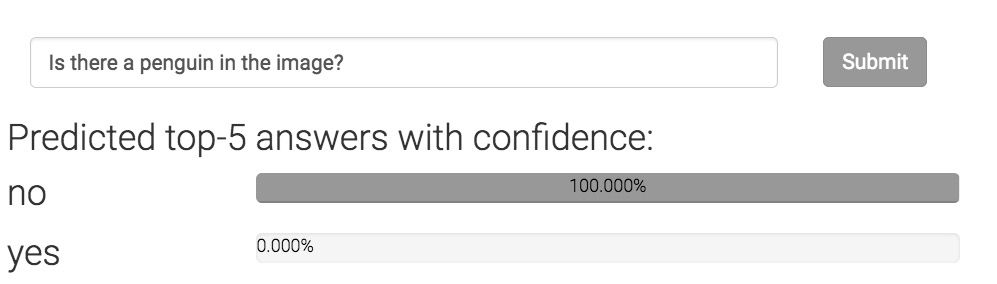 Is there a penguin in the image?
Submit
Predicted top-5 answers with confidence:
no
100.000%
yes
0.000%